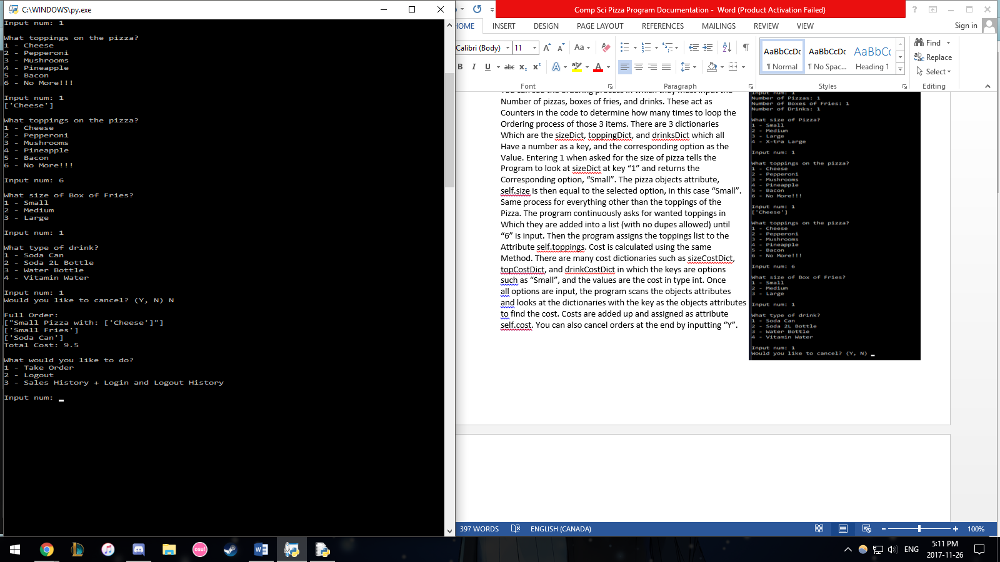 C:\WINDOWS\py.exe
Input num: 1
What toppings on the pizza?
1 - Cheese
2 - Pepperoni
3 - Mushrooms
4 - Pineapple
5 - Bacon
6 - No More!!!
Input num: 1
['Cheese']
What toppings on the pizza?
1 - Cheese
2 - Pepperoni
3 - Mushrooms
4 - Pineapple
5 - Bacon
6 - No More!!!
Input num: 6
What size of Box of Fries?
1 - Small
2 - Medium
3 - Large
Input num: 1
What type of drink?
1 - Soda Can
2 - Soda 2L Bottle
3 - Water Bottle
4 - Vitamin Water
Input num: 1
Would you like to cancel? (Y, N) N
Full Order:
["Small Pizza with: ['Cheese']"]
['Small Fries']
['Soda Can']
Total Cost: 9.5
What would you like to do?
1 - Take Order
2 - Logout
3 - Sales History + Login and Logout History
Input num:
Comp Sci Pizza Program Documentation - Word (Product Activation Failed)
HOME INSERT DESIGN PAGE LAYOUT REFERENCES MAILINGS REVIEW VIEW Sign in
Calibri (Body) 11 Aa
B I U abc x₂ x² A ab A
AaBbCcDc AaBbCcDc AaBbCc
¶ Normal ¶ No Spac... Heading 1
Find
Replace
Select
Font Paragraph Styles Editing
You can see the ordering process in which they must input the
Number of pizzas, boxes of fries, and drinks. These act as
Counters in the code to determine how many times to loop the
Ordering process of those 3 items. There are 3 dictionaries
Which are the sizeDict, toppingDict, and drinksDict which all
Have a number as a key, and the corresponding option as the
Value. Entering 1 when asked for the size of pizza tells the
Program to look at sizeDict at key “1” and returns the
Corresponding option, “Small”. The pizza objects attribute,
self.size is then equal to the selected option, in this case “Small”.
Same process for everything other than the toppings of the
Pizza. The program continuously asks for wanted toppings in
Which they are added into a list (with no dupes allowed) until
“6” is input. Then the program assigns the toppings list to the
Attribute self.toppings. Cost is calculated using the same
Method. There are many cost dictionaries such as sizeCostDict,
topCostDict, and drinkCostDict in which the keys are options
such as “Small”, and the values are the cost in type int. Once
all options are input, the program scans the objects attributes
and looks at the dictionaries with the key as the objects attributes
to find the cost. Costs are added up and assigned as attribute
self.cost. You can also cancel orders at the end by inputting “Y”.
Input num: 1
Number of Pizzas: 1
Number of Boxes of Fries: 1
Number of Drinks: 1
What size of Pizza?
1 - Small
2 - Medium
3 - Large
4 - X-tra Large
Input num: 1
What toppings on the pizza?
1 - Cheese
2 - Pepperoni
3 - Mushrooms
4 - Pineapple
5 - Bacon
6 - No More!!!
Input num: 1
['Cheese']
What toppings on the pizza?
1 - Cheese
2 - Pepperoni
3 - Mushrooms
4 - Pineapple
5 - Bacon
6 - No More!!!
Input num: 6
What size of Box of Fries?
1 - Small
2 - Medium
3 - Large
Input num: 1
What type of drink?
1 - Soda Can
2 - Soda 2L Bottle
3 - Water Bottle
4 - Vitamin Water
Input num: 1
Would you like to cancel? (Y, N)
397 WORDS ENGLISH (CANADA) 100%
osu!
ENG
5:11 PM
2017-11-26